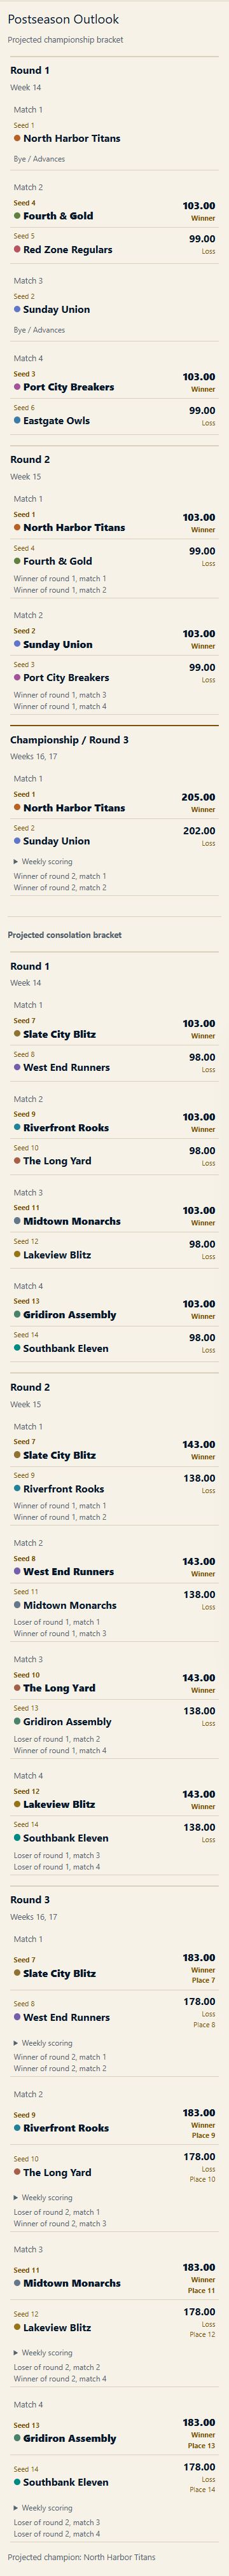 Postseason Outlook
Projected championship bracket
Round 1
Week 14
Match 1
Seed 1
North Harbor Titans
Bye / Advances
Match 2
Seed 4
Fourth & Gold
103.00
Winner
Seed 5
Red Zone Regulars
99.00
Loss
Match 3
Seed 2
Sunday Union
Bye / Advances
Match 4
Seed 3
Port City Breakers
103.00
Winner
Seed 6
Eastgate Owls
99.00
Loss
Round 2
Week 15
Match 1
Seed 1
North Harbor Titans
103.00
Winner
Seed 4
Fourth & Gold
99.00
Loss
Winner of round 1, match 1
Winner of round 1, match 2
Match 2
Seed 2
Sunday Union
103.00
Winner
Seed 3
Port City Breakers
99.00
Loss
Winner of round 1, match 3
Winner of round 1, match 4
Championship / Round 3
Weeks 16, 17
Match 1
Seed 1
North Harbor Titans
205.00
Winner
Seed 2
Sunday Union
202.00
Loss
▶ Weekly scoring
Winner of round 2, match 1
Winner of round 2, match 2
Projected consolation bracket
Round 1
Week 14
Match 1
Seed 7
Slate City Blitz
103.00
Winner
Seed 8
West End Runners
98.00
Loss
Match 2
Seed 9
Riverfront Rooks
103.00
Winner
Seed 10
The Long Yard
98.00
Loss
Match 3
Seed 11
Midtown Monarchs
103.00
Winner
Seed 12
Lakeview Blitz
98.00
Loss
Match 4
Seed 13
Gridiron Assembly
103.00
Winner
Seed 14
Southbank Eleven
98.00
Loss
Round 2
Week 15
Match 1
Seed 7
Slate City Blitz
143.00
Winner
Seed 9
Riverfront Rooks
138.00
Loss
Winner of round 1, match 1
Winner of round 1, match 2
Match 2
Seed 8
West End Runners
143.00
Winner
Seed 11
Midtown Monarchs
138.00
Loss
Loser of round 1, match 1
Winner of round 1, match 3
Match 3
Seed 10
The Long Yard
143.00
Winner
Seed 13
Gridiron Assembly
138.00
Loss
Loser of round 1, match 2
Winner of round 1, match 4
Match 4
Seed 12
Lakeview Blitz
143.00
Winner
Seed 14
Southbank Eleven
138.00
Loss
Loser of round 1, match 3
Loser of round 1, match 4
Round 3
Weeks 16, 17
Match 1
Seed 7
Slate City Blitz
183.00
Winner
Place 7
Seed 8
West End Runners
178.00
Loss
Place 8
▶ Weekly scoring
Winner of round 2, match 1
Winner of round 2, match 2
Match 2
Seed 9
Riverfront Rooks
183.00
Winner
Place 9
Seed 10
The Long Yard
178.00
Loss
Place 10
▶ Weekly scoring
Loser of round 2, match 1
Winner of round 2, match 3
Match 3
Seed 11
Midtown Monarchs
183.00
Winner
Place 11
Seed 12
Lakeview Blitz
178.00
Loss
Place 12
▶ Weekly scoring
Loser of round 2, match 2
Winner of round 2, match 4
Match 4
Seed 13
Gridiron Assembly
183.00
Winner
Place 13
Seed 14
Southbank Eleven
178.00
Loss
Place 14
▶ Weekly scoring
Loser of round 2, match 3
Loser of round 2, match 4
Projected champion: North Harbor Titans